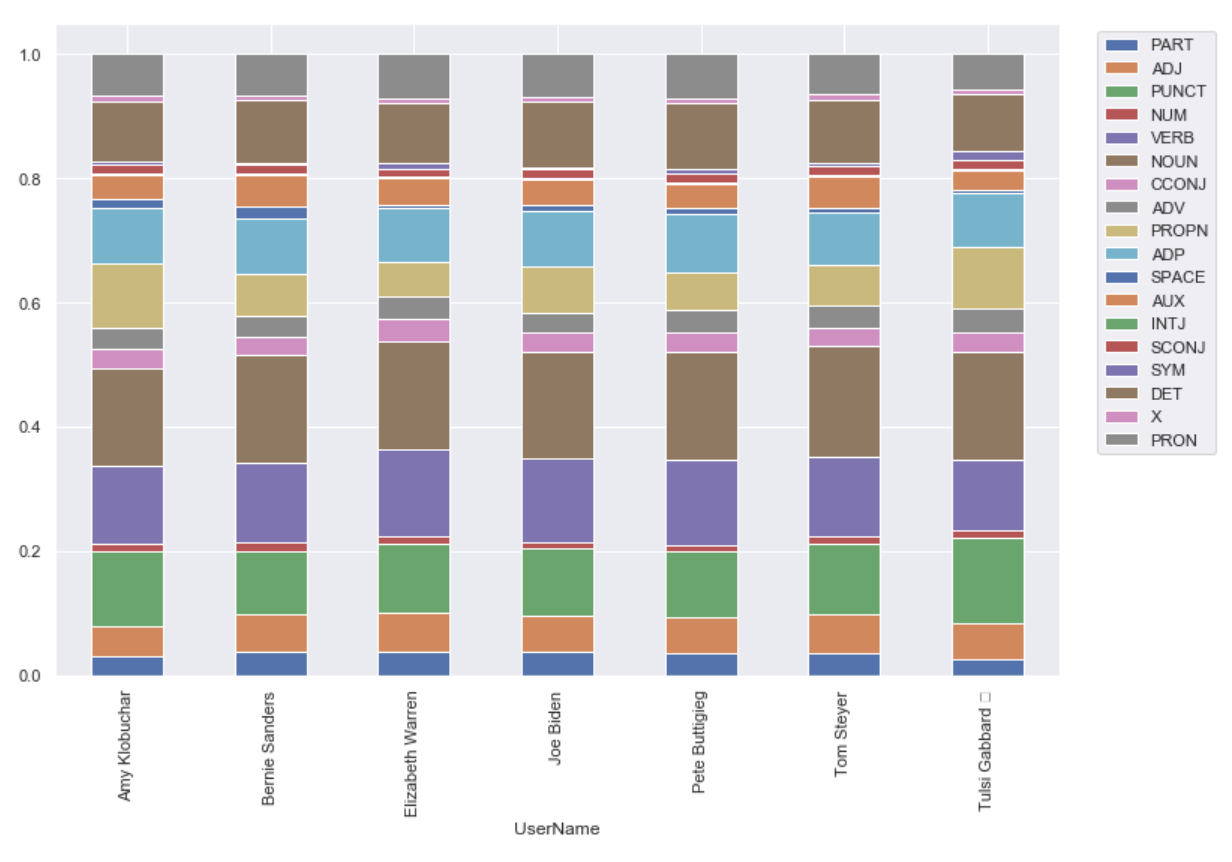 1.0
0.8
0.6
0.4
0.2
0.0
Amy Klobuchar
Bernie Sanders
Elizabeth Warren
Joe Biden
Pete Buttigieg
Tom Steyer
Tulsi Gabbard □
UserName
PART
ADJ
PUNCT
NUM
VERB
NOUN
CCONJ
ADV
PROPN
ADP
SPACE
AUX
INTJ
SCONJ
SYM
DET
X
PRON